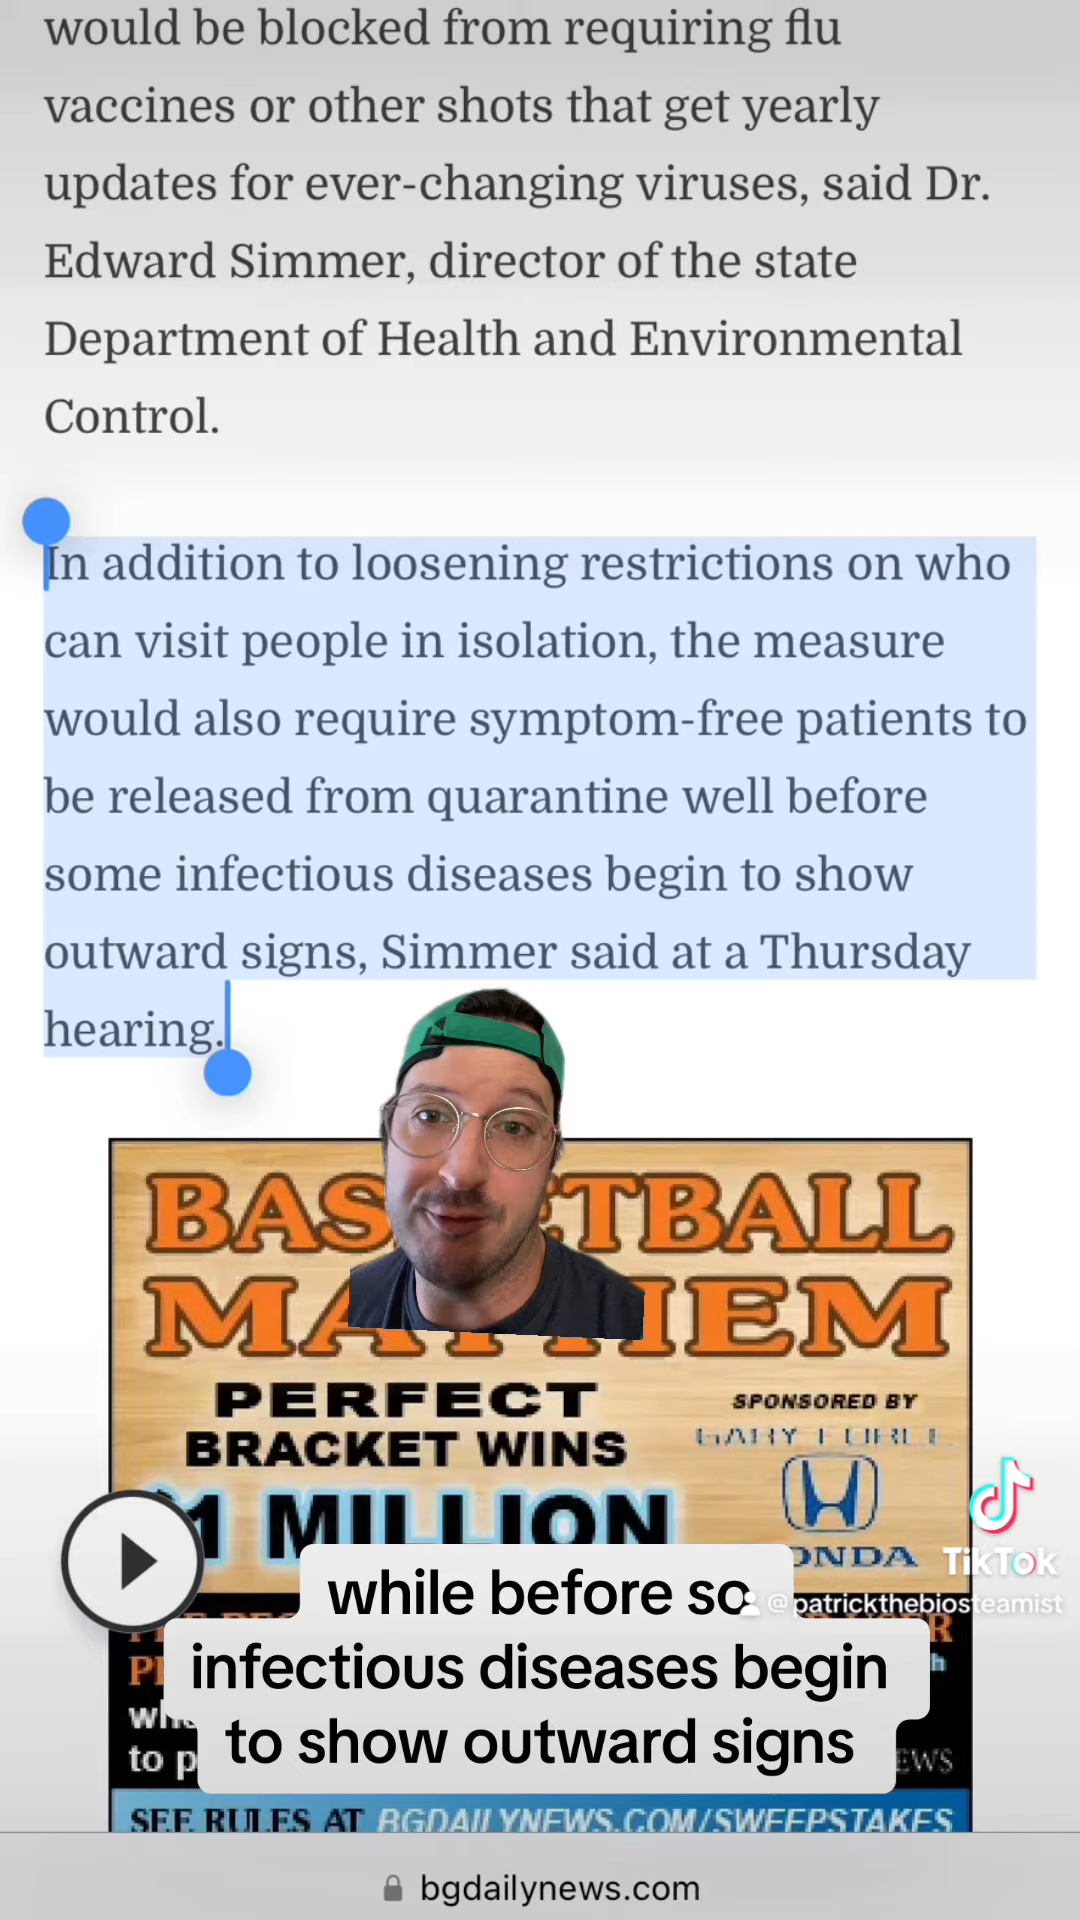 would be blocked from requiring flu
vaccines or other shots that get yearly
updates for ever-changing viruses, said Dr.
Edward Simmer, director of the state
Department of Health and Environmental
Control.
In addition to loosening restrictions on who
can visit people in isolation, the measure
would also require symptom-free patients to
be released from quarantine well before
some infectious diseases begin to show
outward signs, Simmer said at a Thursday
hearing.
MAYHEM
PERFECT
BRACKET WINS
$1 MILLION
SPONSORED BY
TikTok
@patrickthebiosteamist
while before so
infectious diseases begin
to show outward signs
to p
SEE RULES AT BGDAILYNEWS.COM/SWEEPSTAKES
bgdailynews.com